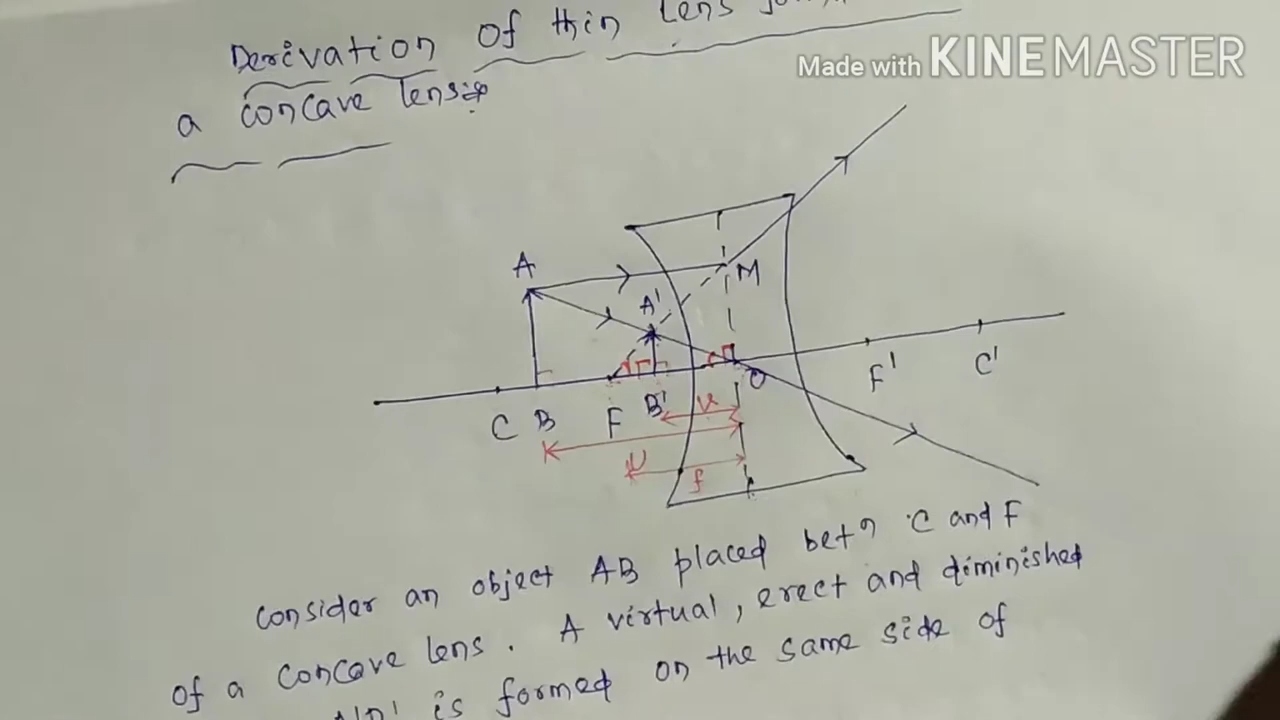 Made with KINEMASTER
Derivation of thin Lens
a concave lens:
A
M
A'
C B F B' O F' C'
u
U
f
Consider an object AB placed betn C and F
of a concave lens. A virtual, erect and diminished
A'B' is formed on the same side of